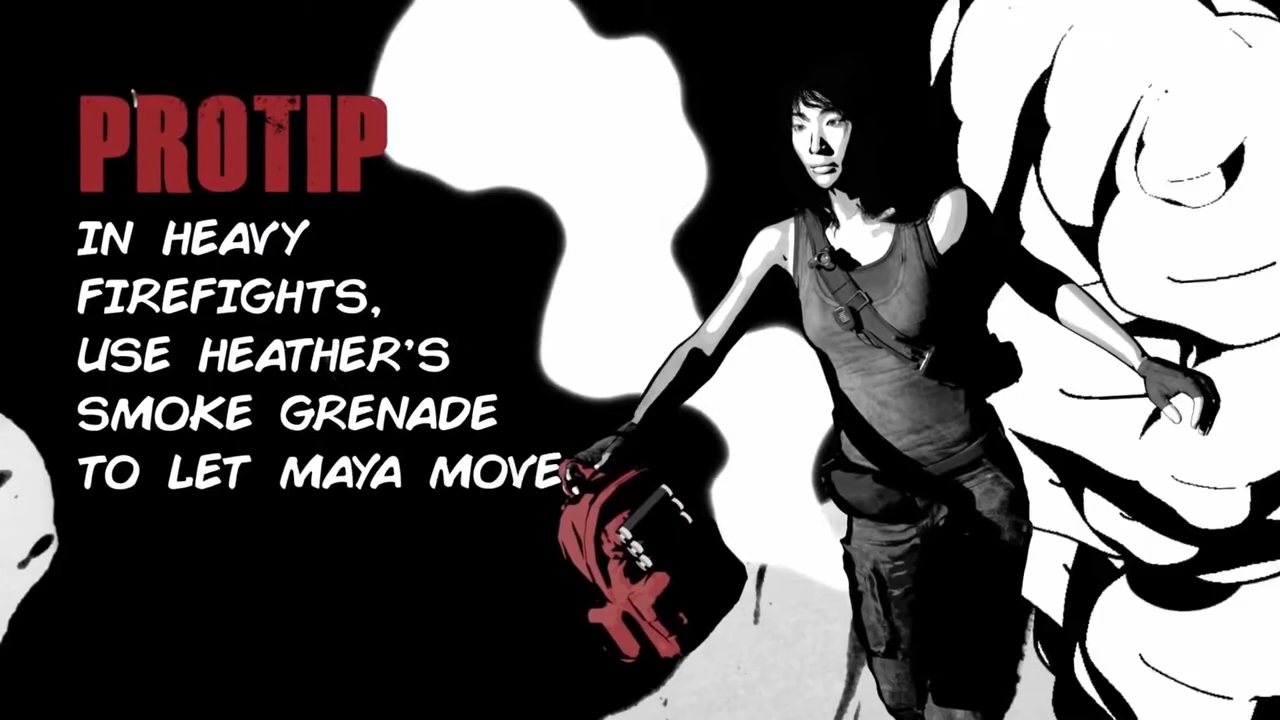 PROTIP
IN HEAVY
FIREFIGHTS,
USE HEATHER'S
SMOKE GRENADE
TO LET MAYA MOVE